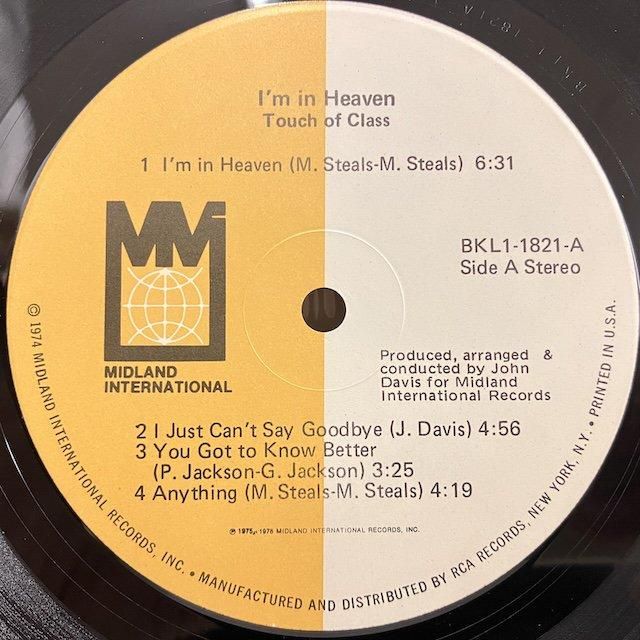 I'm in Heaven
Touch of Class
1 I'm in Heaven (M. Steals-M. Steals) 6:31
MM
MIDLAND
INTERNATIONAL
BKL1-1821-A
Side A Stereo
Produced, arranged &
conducted by John
Davis for Midland
International Records
2 I Just Can't Say Goodbye (J. Davis) 4:56
3 You Got to Know Better
(P. Jackson-G. Jackson) 3:25
4 Anything (M. Steals-M. Steals) 4:19
℗ 1975, 1976 MIDLAND INTERNATIONAL RECORDS, INC.
© 1974 MIDLAND INTERNATIONAL RECORDS, INC. • MANUFACTURED AND DISTRIBUTED BY RCA RECORDS, NEW YORK, N.Y. • PRINTED IN U.S.A.